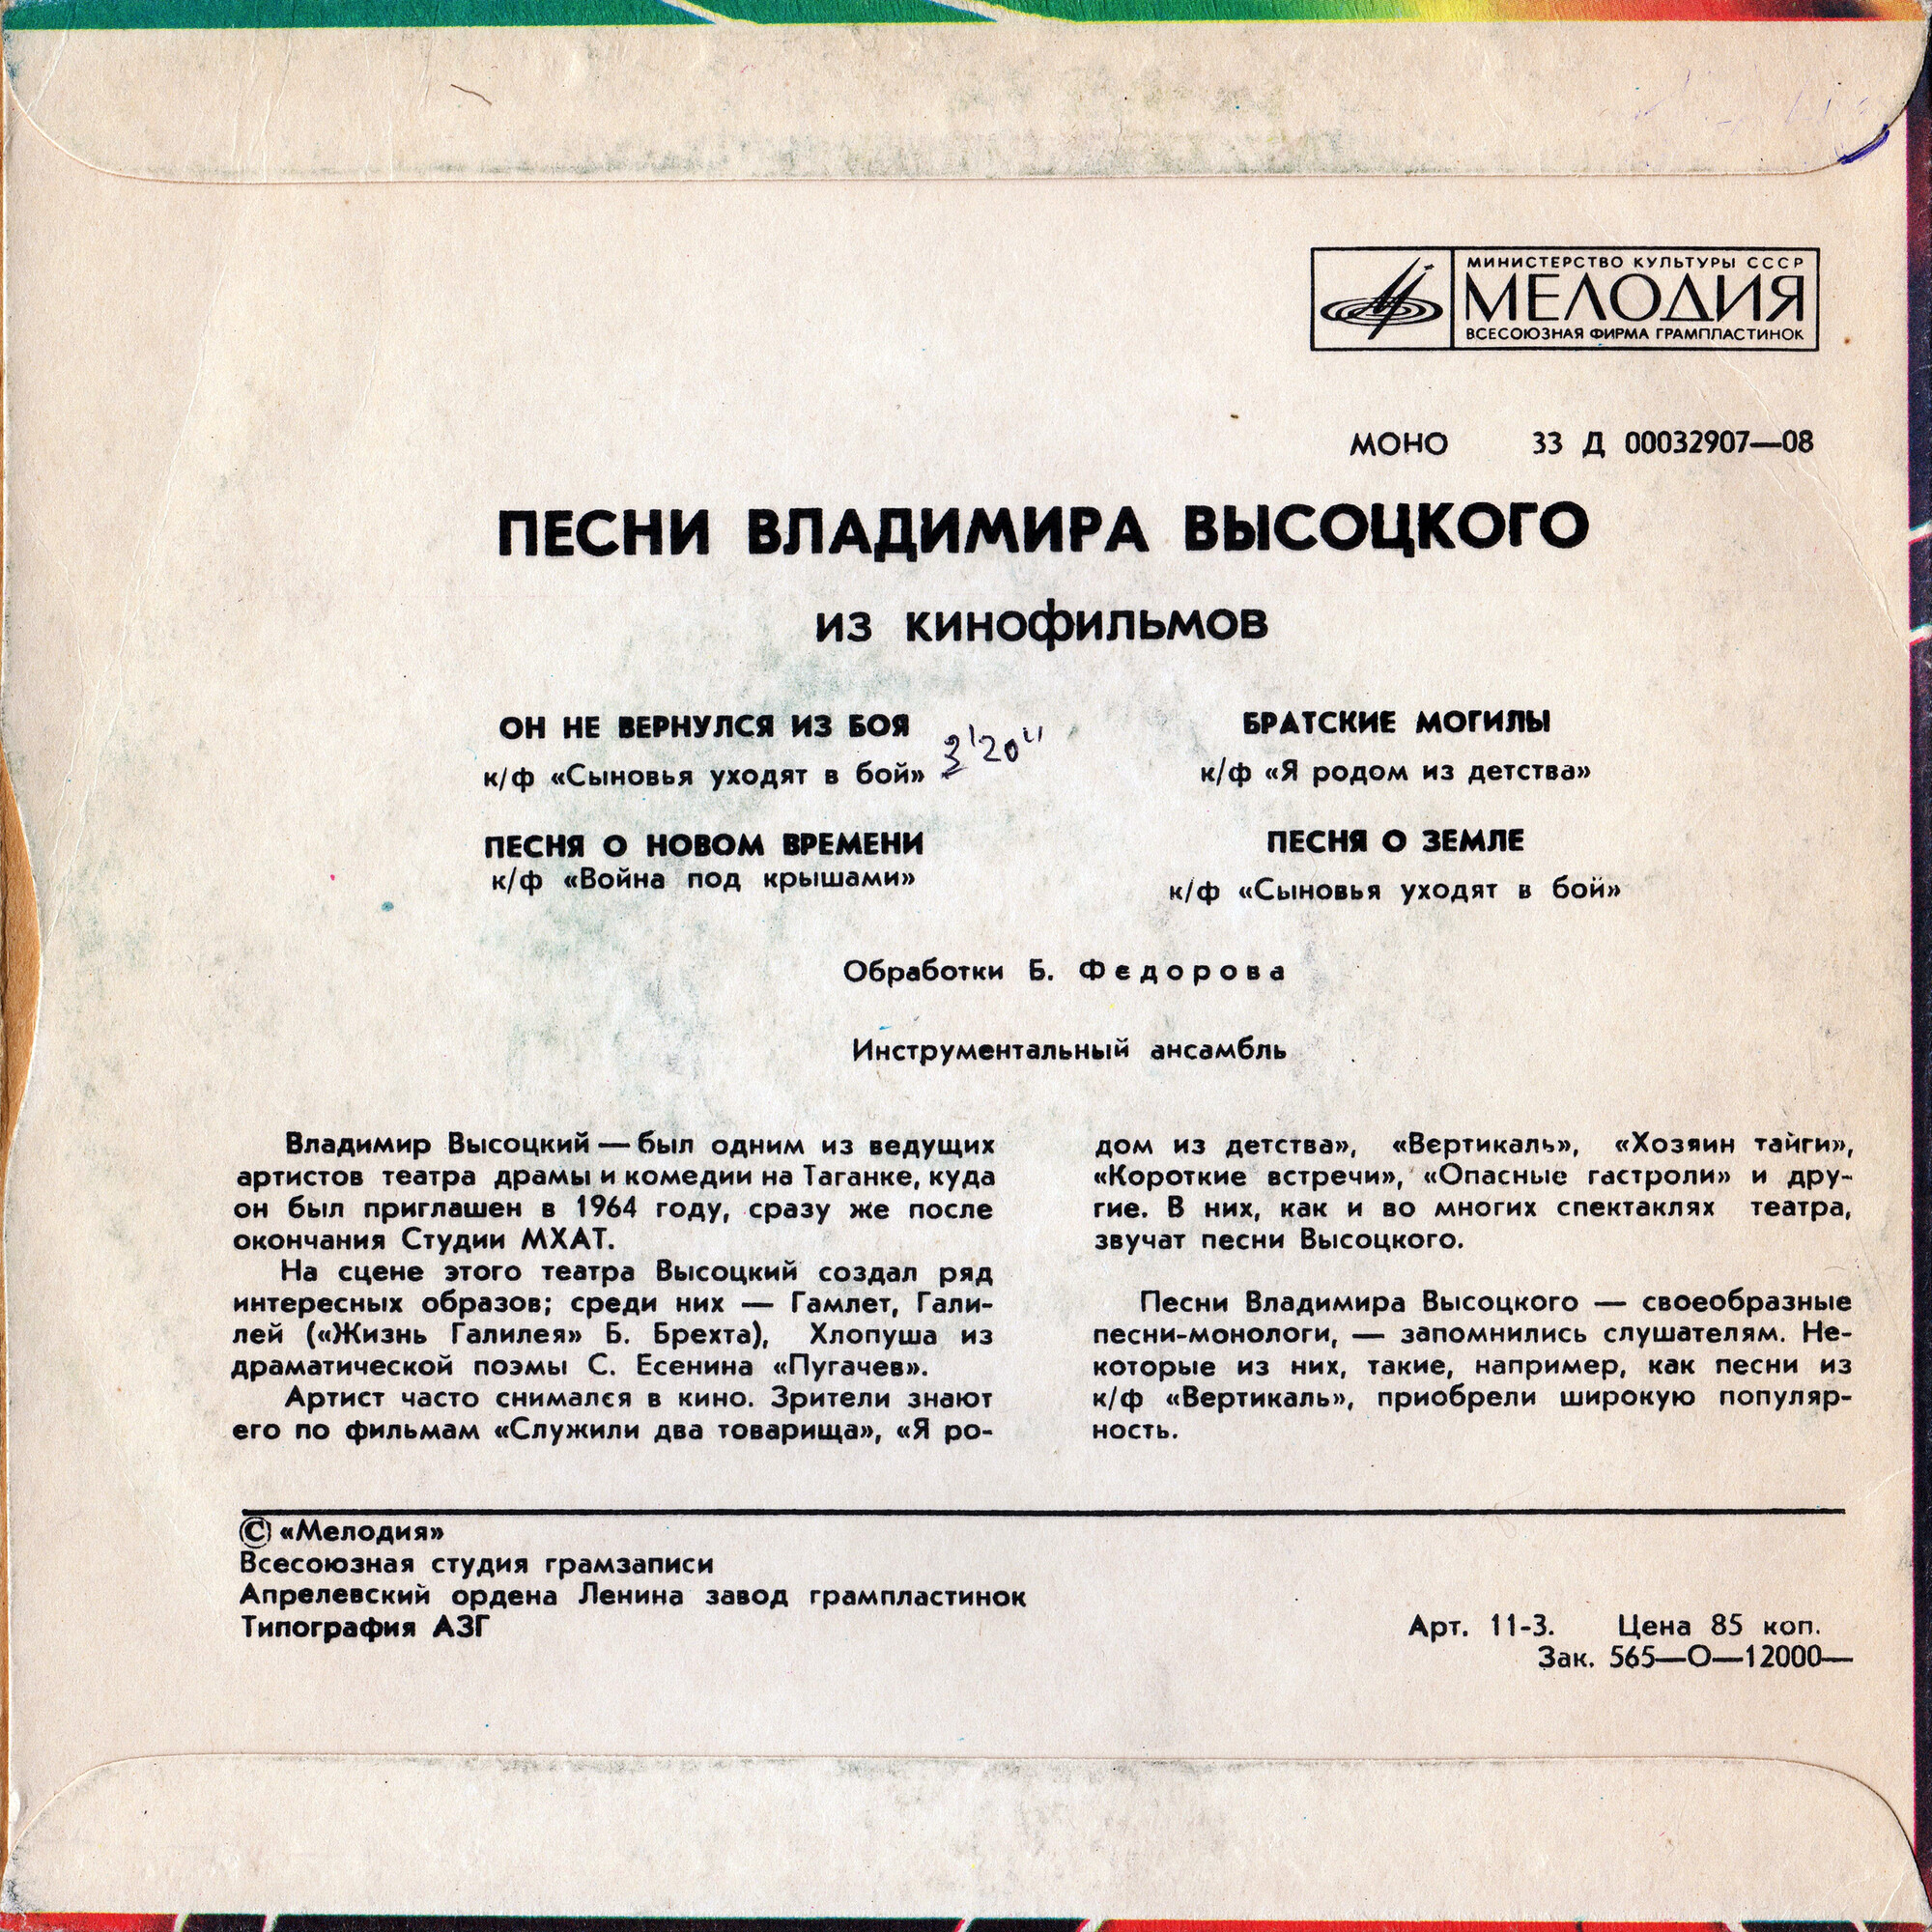 МИНИСТЕРСТВО КУЛЬТУРЫ СССР
МЕЛОДИЯ
ВСЕСОЮЗНАЯ ФИРМА ГРАМПЛАСТИНОК
МОНО 33 Д 00032907—08
ПЕСНИ ВЛАДИМИРА ВЫСОЦКОГО
ИЗ КИНОФИЛЬМОВ
ОН НЕ ВЕРНУЛСЯ ИЗ БОЯ
к/ф «Сыновья уходят в бой»
3'20"
ПЕСНЯ О НОВОМ ВРЕМЕНИ
к/ф «Война под крышами»
БРАТСКИЕ МОГИЛЫ
к/ф «Я родом из детства»
ПЕСНЯ О ЗЕМЛЕ
к/ф «Сыновья уходят в бой»
Обработки Б. Федорова
Инструментальный ансамбль
Владимир Высоцкий — был одним из ведущих
артистов театра драмы и комедии на Таганке, куда
он был приглашен в 1964 году, сразу же после
окончания Студии МХАТ.
На сцене этого театра Высоцкий создал ряд
интересных образов; среди них — Гамлет, Гали-
лей («Жизнь Галилея» Б. Брехта), Хлопуша из
драматической поэмы С. Есенина «Пугачев».
Артист часто снимался в кино. Зрители знают
его по фильмам «Служили два товарища», «Я ро-
дом из детства», «Вертикаль», «Хозяин тайги»,
«Короткие встречи», «Опасные гастроли» и дру-
гие. В них, как и во многих спектаклях театра,
звучат песни Высоцкого.
Песни Владимира Высоцкого — своеобразные
песни-монологи, — запомнились слушателям. Не-
которые из них, такие, например, как песни из
к/ф «Вертикаль», приобрели широкую популяр-
ность.
© «Мелодия»
Всесоюзная студия грамзаписи
Апрелевский ордена Ленина завод грампластинок
Типография АЗГ
Арт. 11-3. Цена 85 коп.
Зак. 565—О—12000—